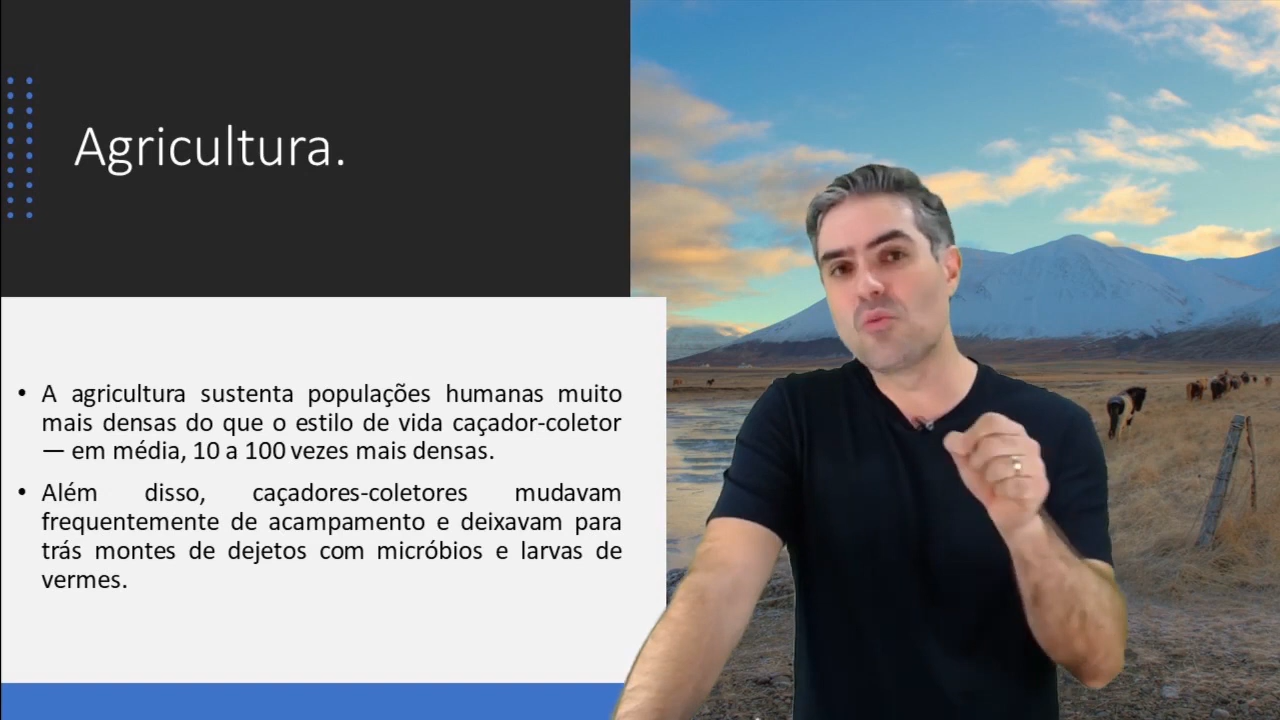 Agricultura.
• A agricultura sustenta populações humanas muito
mais densas do que o estilo de vida caçador-coletor
— em média, 10 a 100 vezes mais densas.
• Além disso, caçadores-coletores mudavam
frequentemente de acampamento e deixavam para
trás montes de dejetos com micróbios e larvas de
vermes.